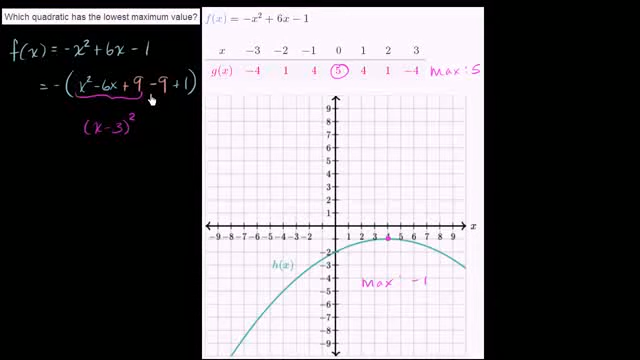 Which quadratic has the lowest maximum value?
f(x) = -x² + 6x - 1
= -(x² - 6x + 9 - 9 + 1)
(x - 3)²
f(x) = −x² + 6x − 1
x −3 −2 −1 0 1 2 3
g(x) −4 1 4 5 4 1 −4 max: 5
9
8
7
6
5
4
3
2
1
-9 -8 -7 -6 -5 -4 -3 -2 1 2 3 4 5 6 7 8 9 x
-2
-3
-4
-5
-6
-7
-8
-9
h(x)
max: -1